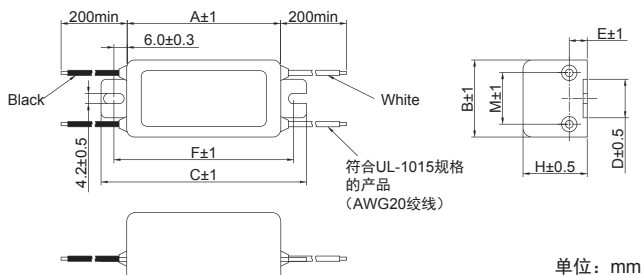 200min
A±1
200min
6.0±0.3
E±1
Black
White
B±1
M±1
D±0.5
4.2±0.5
F±1
C±1
H±0.5
符合UL-1015规格
的产品
（AWG20绞线）
单位：mm